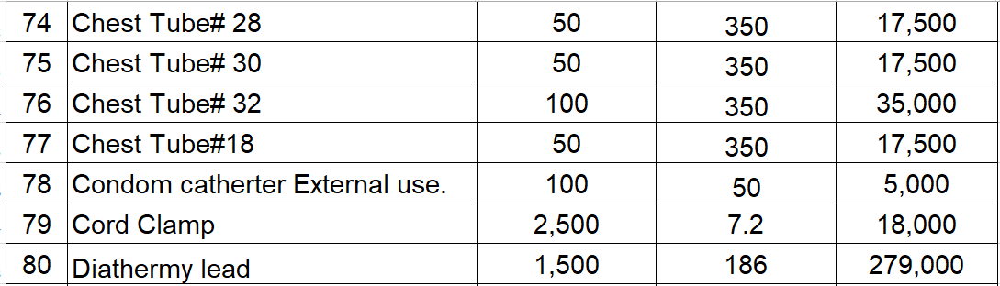 74 Chest Tube# 28 50 350 17,500
75 Chest Tube# 30 50 350 17,500
76 Chest Tube# 32 100 350 35,000
77 Chest Tube#18 50 350 17,500
78 Condom catherter External use. 100 50 5,000
79 Cord Clamp 2,500 7.2 18,000
80 Diathermy lead 1,500 186 279,000